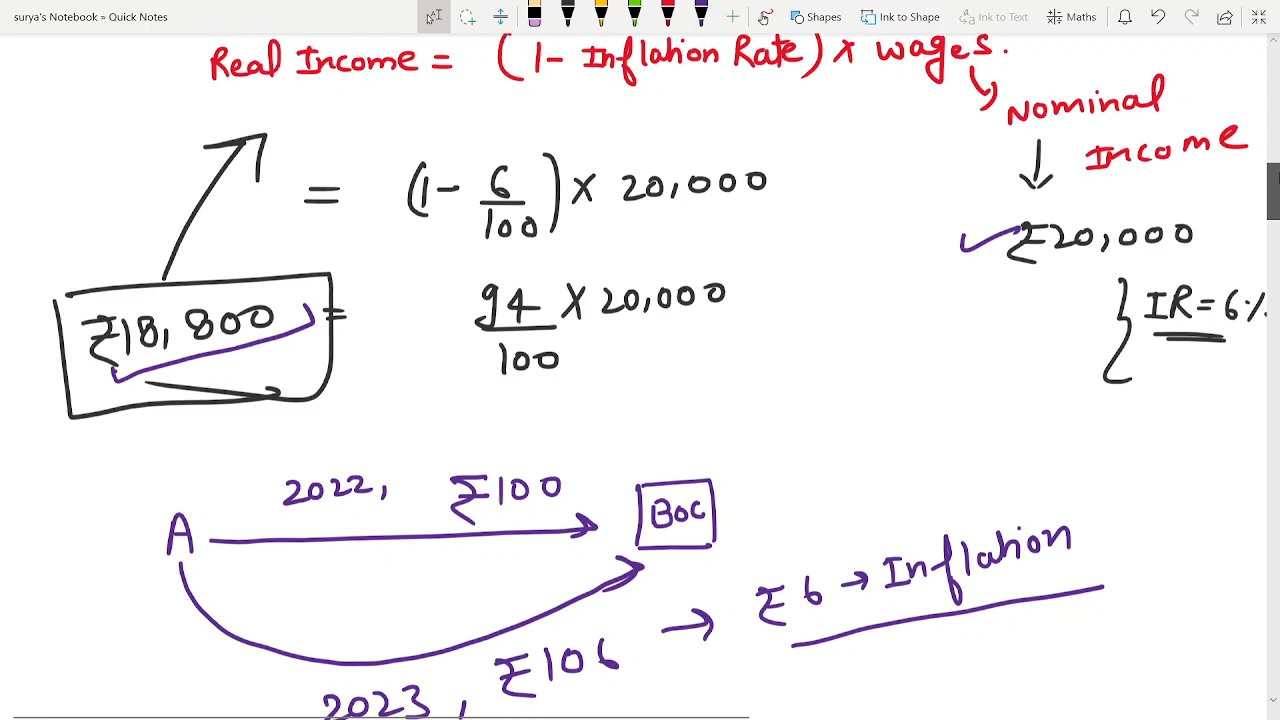 surya's Notebook » Quick Notes
Shapes Ink to Shape Ink to Text Maths
Real Income = (1- Inflation Rate) x wages.
Nominal
Income
= (1- 6/100) x 20,000
₹20,000
IR = 6%
₹18,800 = 94/100 x 20,000
2022, ₹100
A
BOC
₹6 → Inflation
2023, ₹106